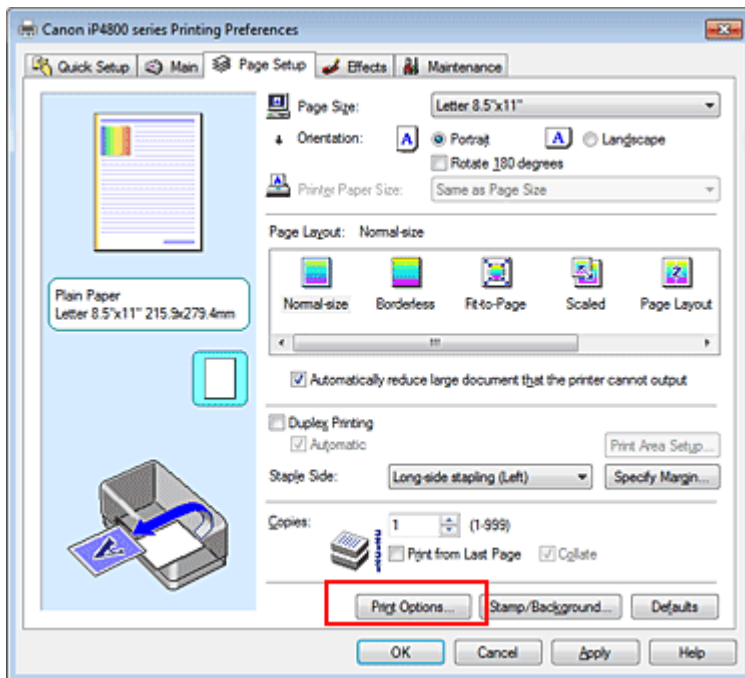 Canon iP4800 series Printing Preferences
Quick Setup Main Page Setup Effects Maintenance
Page Size: Letter 8.5"x11"
Orientation: A Portrait A Landscape
Rotate 180 degrees
Printer Paper Size: Same as Page Size
Page Layout: Normal-size
Normal-size Borderless Fit-to-Page Scaled Page Layout
Plain Paper
Letter 8.5"x11" 215.9x279.4mm
Automatically reduce large document that the printer cannot output
Duplex Printing
Automatic Print Area Setup...
Staple Side: Long-side stapling (Left) Specify Margin...
Copies: 1 (1-999)
Print from Last Page Collate
Print Options... Stamp/Background... Defaults
OK Cancel Apply Help